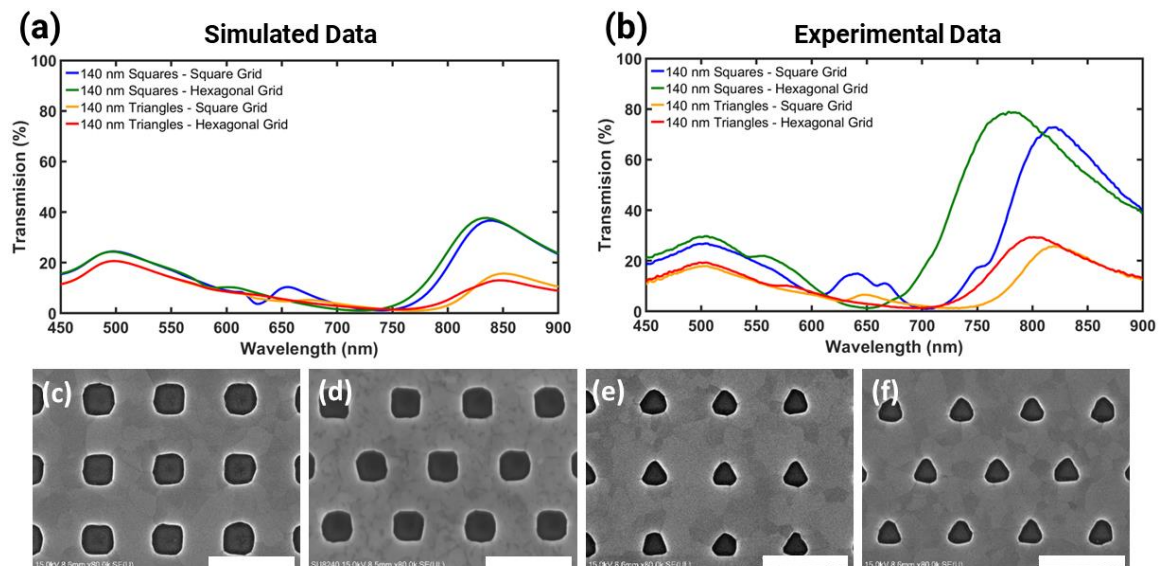 (a)
Simulated Data
140 nm Squares - Square Grid
140 nm Squares - Hexagonal Grid
140 nm Triangles - Square Grid
140 nm Triangles - Hexagonal Grid
100
80
60
40
20
0
Transmision (%)
450 500 550 600 650 700 750 800 850 900
Wavelength (nm)
(b)
Experimental Data
140 nm Squares - Square Grid
140 nm Squares - Hexagonal Grid
140 nm Triangles - Square Grid
140 nm Triangles - Hexagonal Grid
100
80
60
40
20
0
Transmision (%)
450 500 550 600 650 700 750 800 850 900
Wavelength (nm)
(c)
(d)
(e)
(f)